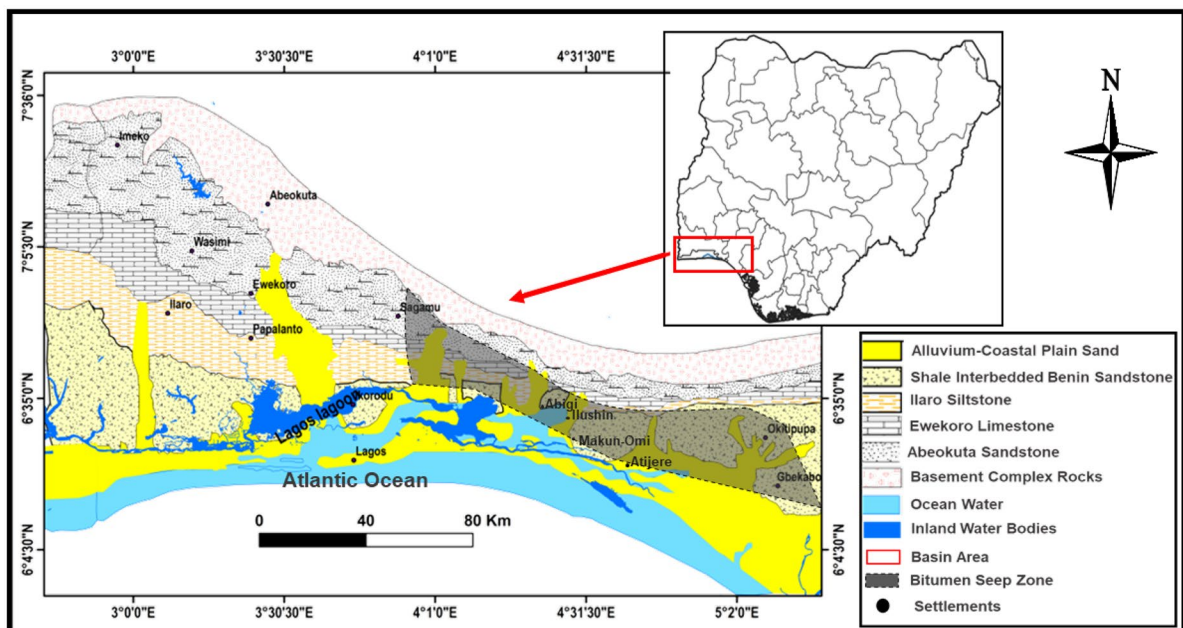 3°0'0"E 3°30'30"E 4°1'0"E 4°31'30"E
7°36'0"N
7°5'30"N
6°35'0"N
6°4'30"N
Imeko
Abeokuta
Wasimi
Ewekoro
Ilaro
Sagamu
Papalanto
Ikorodu
Lagos lagoon
Abigi
Ilushin
Okitipupa
Makun-Omi
Lagos
Atijere
Gbekabo
Atlantic Ocean
0 40 80 Km
6°35'0"N
6°4'30"N
3°0'0"E 3°30'30"E 4°1'0"E 4°31'30"E 5°2'0"E
N
Alluvium-Coastal Plain Sand
Shale Interbedded Benin Sandstone
Ilaro Siltstone
Ewekoro Limestone
Abeokuta Sandstone
Basement Complex Rocks
Ocean Water
Inland Water Bodies
Basin Area
Bitumen Seep Zone
Settlements